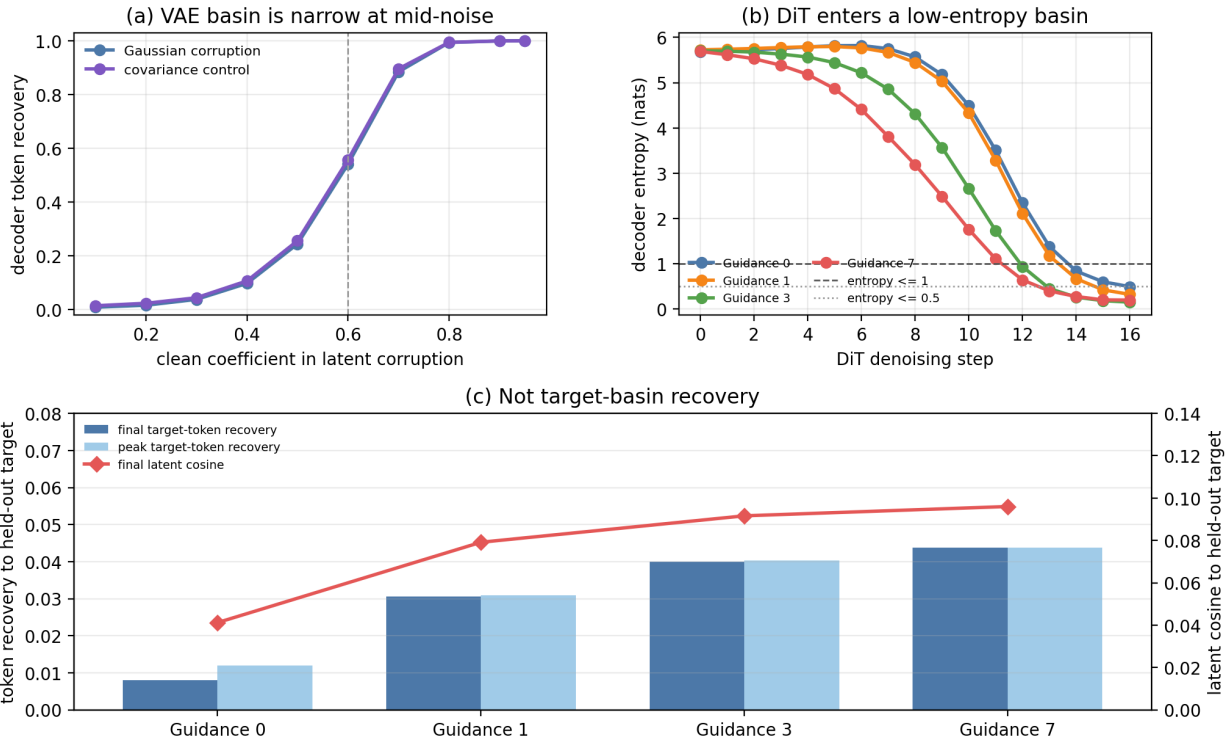 (a) VAE basin is narrow at mid-noise
decoder token recovery
1.0
0.8
0.6
0.4
0.2
0.0
Gaussian corruption
covariance control
0.2
0.4
0.6
0.8
clean coefficient in latent corruption
(b) DiT enters a low-entropy basin
decoder entropy (nats)
6
5
4
3
2
1
0
Guidance 0
Guidance 1
Guidance 3
Guidance 7
entropy <= 1
entropy <= 0.5
0
2
4
6
8
10
12
14
16
DiT denoising step
(c) Not target-basin recovery
token recovery to held-out target
0.08
0.07
0.06
0.05
0.04
0.03
0.02
0.01
0.00
final target-token recovery
peak target-token recovery
final latent cosine
Guidance 0
Guidance 1
Guidance 3
Guidance 7
0.14
0.12
0.10
0.08
0.06
0.04
0.02
0.00
latent cosine to held-out target